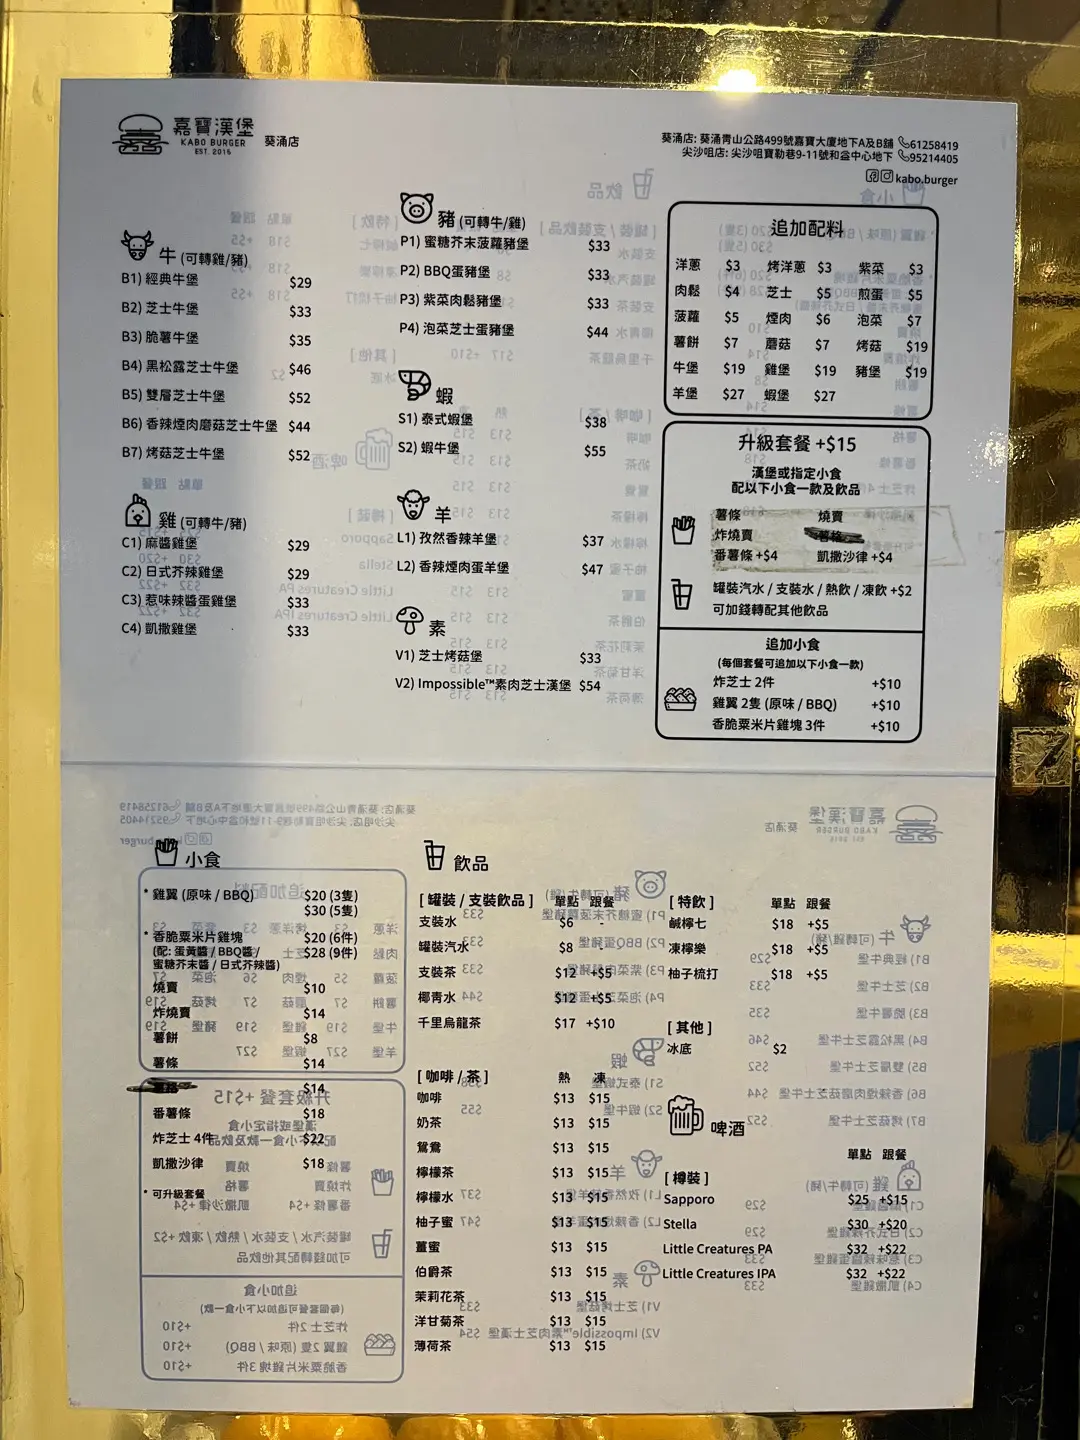 嘉寶漢堡
KABO BURGER
EST. 2015
葵涌店
葵涌店: 葵涌青山公路499號嘉寶大廈地下A及B舖 61258419
尖沙咀店: 尖沙咀寶勒巷9-11號和益中心地下 95214405
kabo.burger
牛 (可轉雞/豬)
B1) 經典牛堡 $29
B2) 芝士牛堡 $33
B3) 脆薯牛堡 $35
B4) 黑松露芝士牛堡 $46
B5) 雙層芝士牛堡 $52
B6) 香辣煙肉蘑菇芝士牛堡 $44
B7) 烤菇芝士牛堡 $52
雞 (可轉牛/豬)
C1) 麻醬雞堡 $29
C2) 日式芥辣雞堡 $29
C3) 惹味辣醬蛋雞堡 $33
C4) 凱撒雞堡 $33
豬 (可轉牛/雞)
P1) 蜜糖芥末菠蘿豬堡 $33
P2) BBQ蛋豬堡 $33
P3) 紫菜肉鬆豬堡 $33
P4) 泡菜芝士蛋豬堡 $44
蝦
S1) 泰式蝦堡 $38
S2) 蝦牛堡 $55
羊
L1) 孜然香辣羊堡 $37
L2) 香辣煙肉蛋羊堡 $47
素
V1) 芝士烤菇堡 $33
V2) Impossible™素肉芝士漢堡 $54
追加配料
洋蔥 $3 烤洋蔥 $3 紫菜 $3
肉鬆 $4 芝士 $5 煎蛋 $5
菠蘿 $5 煙肉 $6 泡菜 $7
薯餅 $7 蘑菇 $7 烤菇 $19
牛堡 $19 雞堡 $19 豬堡 $19
羊堡 $27 蝦堡 $27
升級套餐 +$15
漢堡或指定小食
配以下小食一款及飲品
薯條 燒賣
炸燒賣 薯格
番薯條 +$4 凱撒沙律 +$4
罐裝汽水 / 支裝水 / 熱飲 / 凍飲 +$2
可加錢轉配其他飲品
追加小食
(每個套餐可追加以下小食一款)
炸芝士 2件 +$10
雞翼 2隻 (原味 / BBQ) +$10
香脆粟米片雞塊 3件 +$10
小食
* 雞翼 (原味 / BBQ) $20 (3隻)
$30 (5隻)
* 香脆粟米片雞塊 $20 (6件)
(配: 蛋黃醬 / BBQ醬 / $28 (9件)
蜜糖芥末醬 / 日式芥辣醬)
燒賣 $10
炸燒賣 $14
薯餅 $8
薯條 $14
$14
番薯條 $18
炸芝士 4件 $22
凱撒沙律 $18
* 可升級套餐
飲品
[ 罐裝 / 支裝飲品 ] 單點 跟餐
支裝水 $6
罐裝汽水 $8 -
支裝茶 $12 +$5
椰青水 $12 +$5
千里烏龍茶 $17 +$10
[ 咖啡 / 茶 ] 熱 凍
咖啡 $13 $15
奶茶 $13 $15
鴛鴦 $13 $15
檸檬茶 $13 $15
檸檬水 $13 $15
柚子蜜 $13 $15
薑蜜 $13 $15
伯爵茶 $13 $15
茉莉花茶 $13 $15
洋甘菊茶 $13 $15
薄荷茶 $13 $15
[ 特飲 ] 單點 跟餐
鹹檸七 $18 +$5
凍檸樂 $18 +$5
柚子梳打 $18 +$5
[ 其他 ]
冰底 $2
啤酒
單點 跟餐
[ 樽裝 ]
Sapporo $25 +$15
Stella $30 +$20
Little Creatures PA $32 +$22
Little Creatures IPA $32 +$22